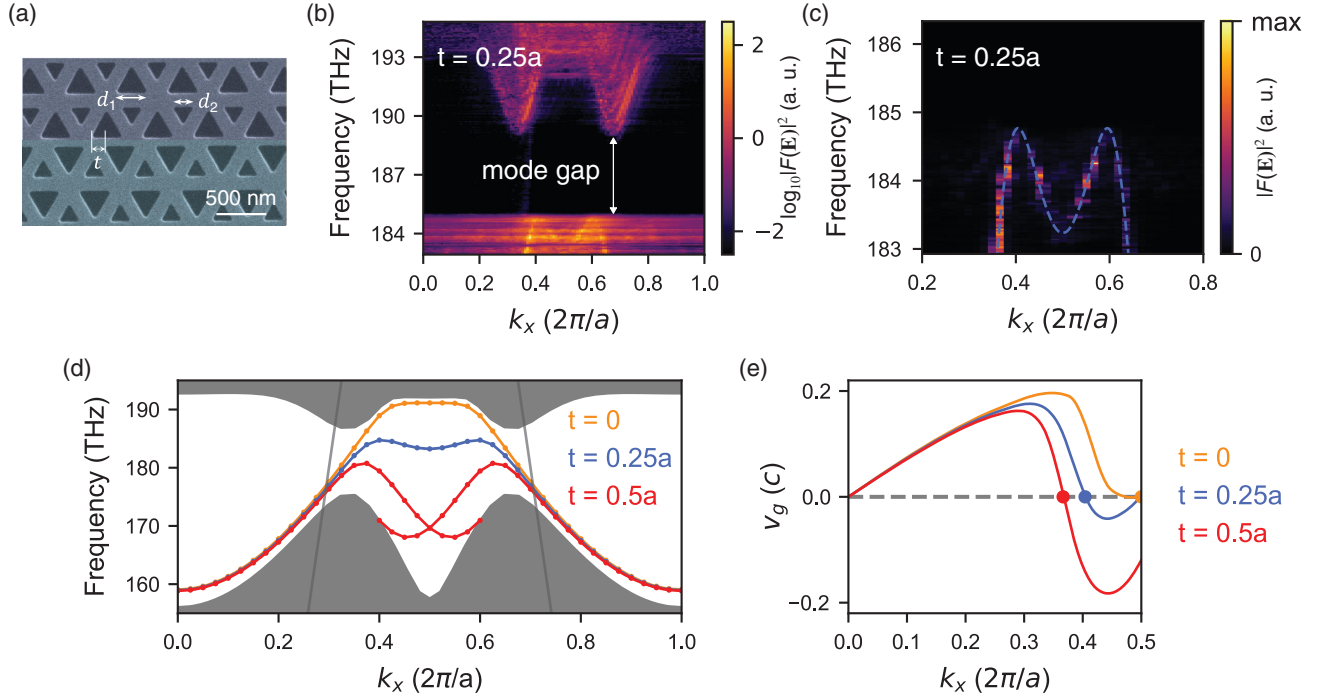 (a)
d₁
d₂
t
500 nm
(b)
t = 0.25a
mode gap
Frequency (THz)
193
190
187
184
0.0 0.2 0.4 0.6 0.8 1.0
kₓ (2π/a)
2
0
−2
log₁₀|F(E)|² (a. u.)
(c)
t = 0.25a
Frequency (THz)
186
185
184
183
0.2 0.4 0.6 0.8
kₓ (2π/a)
max
0
|F(E)|² (a. u.)
(d)
Frequency (THz)
190
180
170
160
t = 0
t = 0.25a
t = 0.5a
0.0 0.2 0.4 0.6 0.8 1.0
kₓ (2π/a)
(e)
v_g (c)
0.2
0.0
−0.2
t = 0
t = 0.25a
t = 0.5a
0.0 0.1 0.2 0.3 0.4 0.5
kₓ (2π/a)